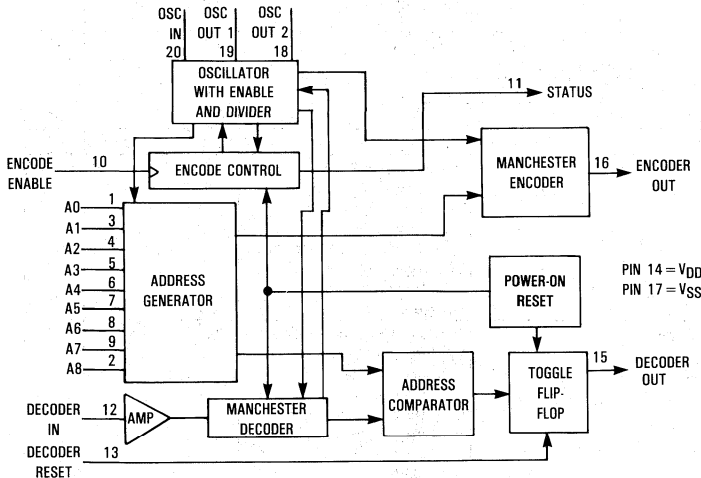 OSC IN 20
OSC OUT 1 19
OSC OUT 2 18
OSCILLATOR
WITH ENABLE
AND DIVIDER
11
STATUS
ENCODE
ENABLE
10
ENCODE CONTROL
MANCHESTER
ENCODER
16
ENCODER
OUT
A0 1
A1 3
A2 4
A3 5
A4 6
A5 7
A6 8
A7 9
A8 2
ADDRESS
GENERATOR
POWER-ON
RESET
PIN 14 = VDD
PIN 17 = VSS
DECODER
IN
12
AMP
MANCHESTER
DECODER
ADDRESS
COMPARATOR
TOGGLE
FLIP-
FLOP
15
DECODER
OUT
DECODER
RESET
13